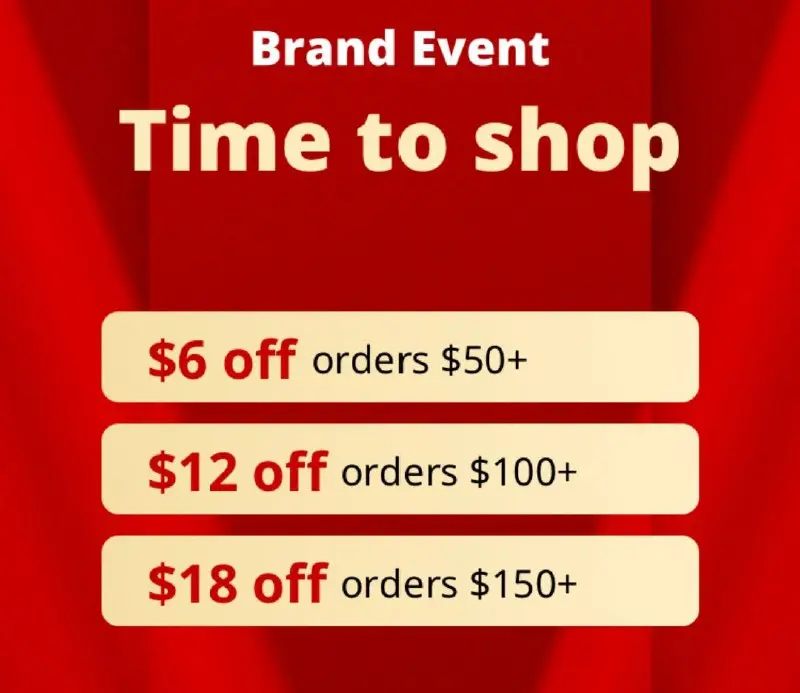 Brand Event
Time to shop
$6 off orders $50+
$12 off orders $100+
$18 off orders $150+